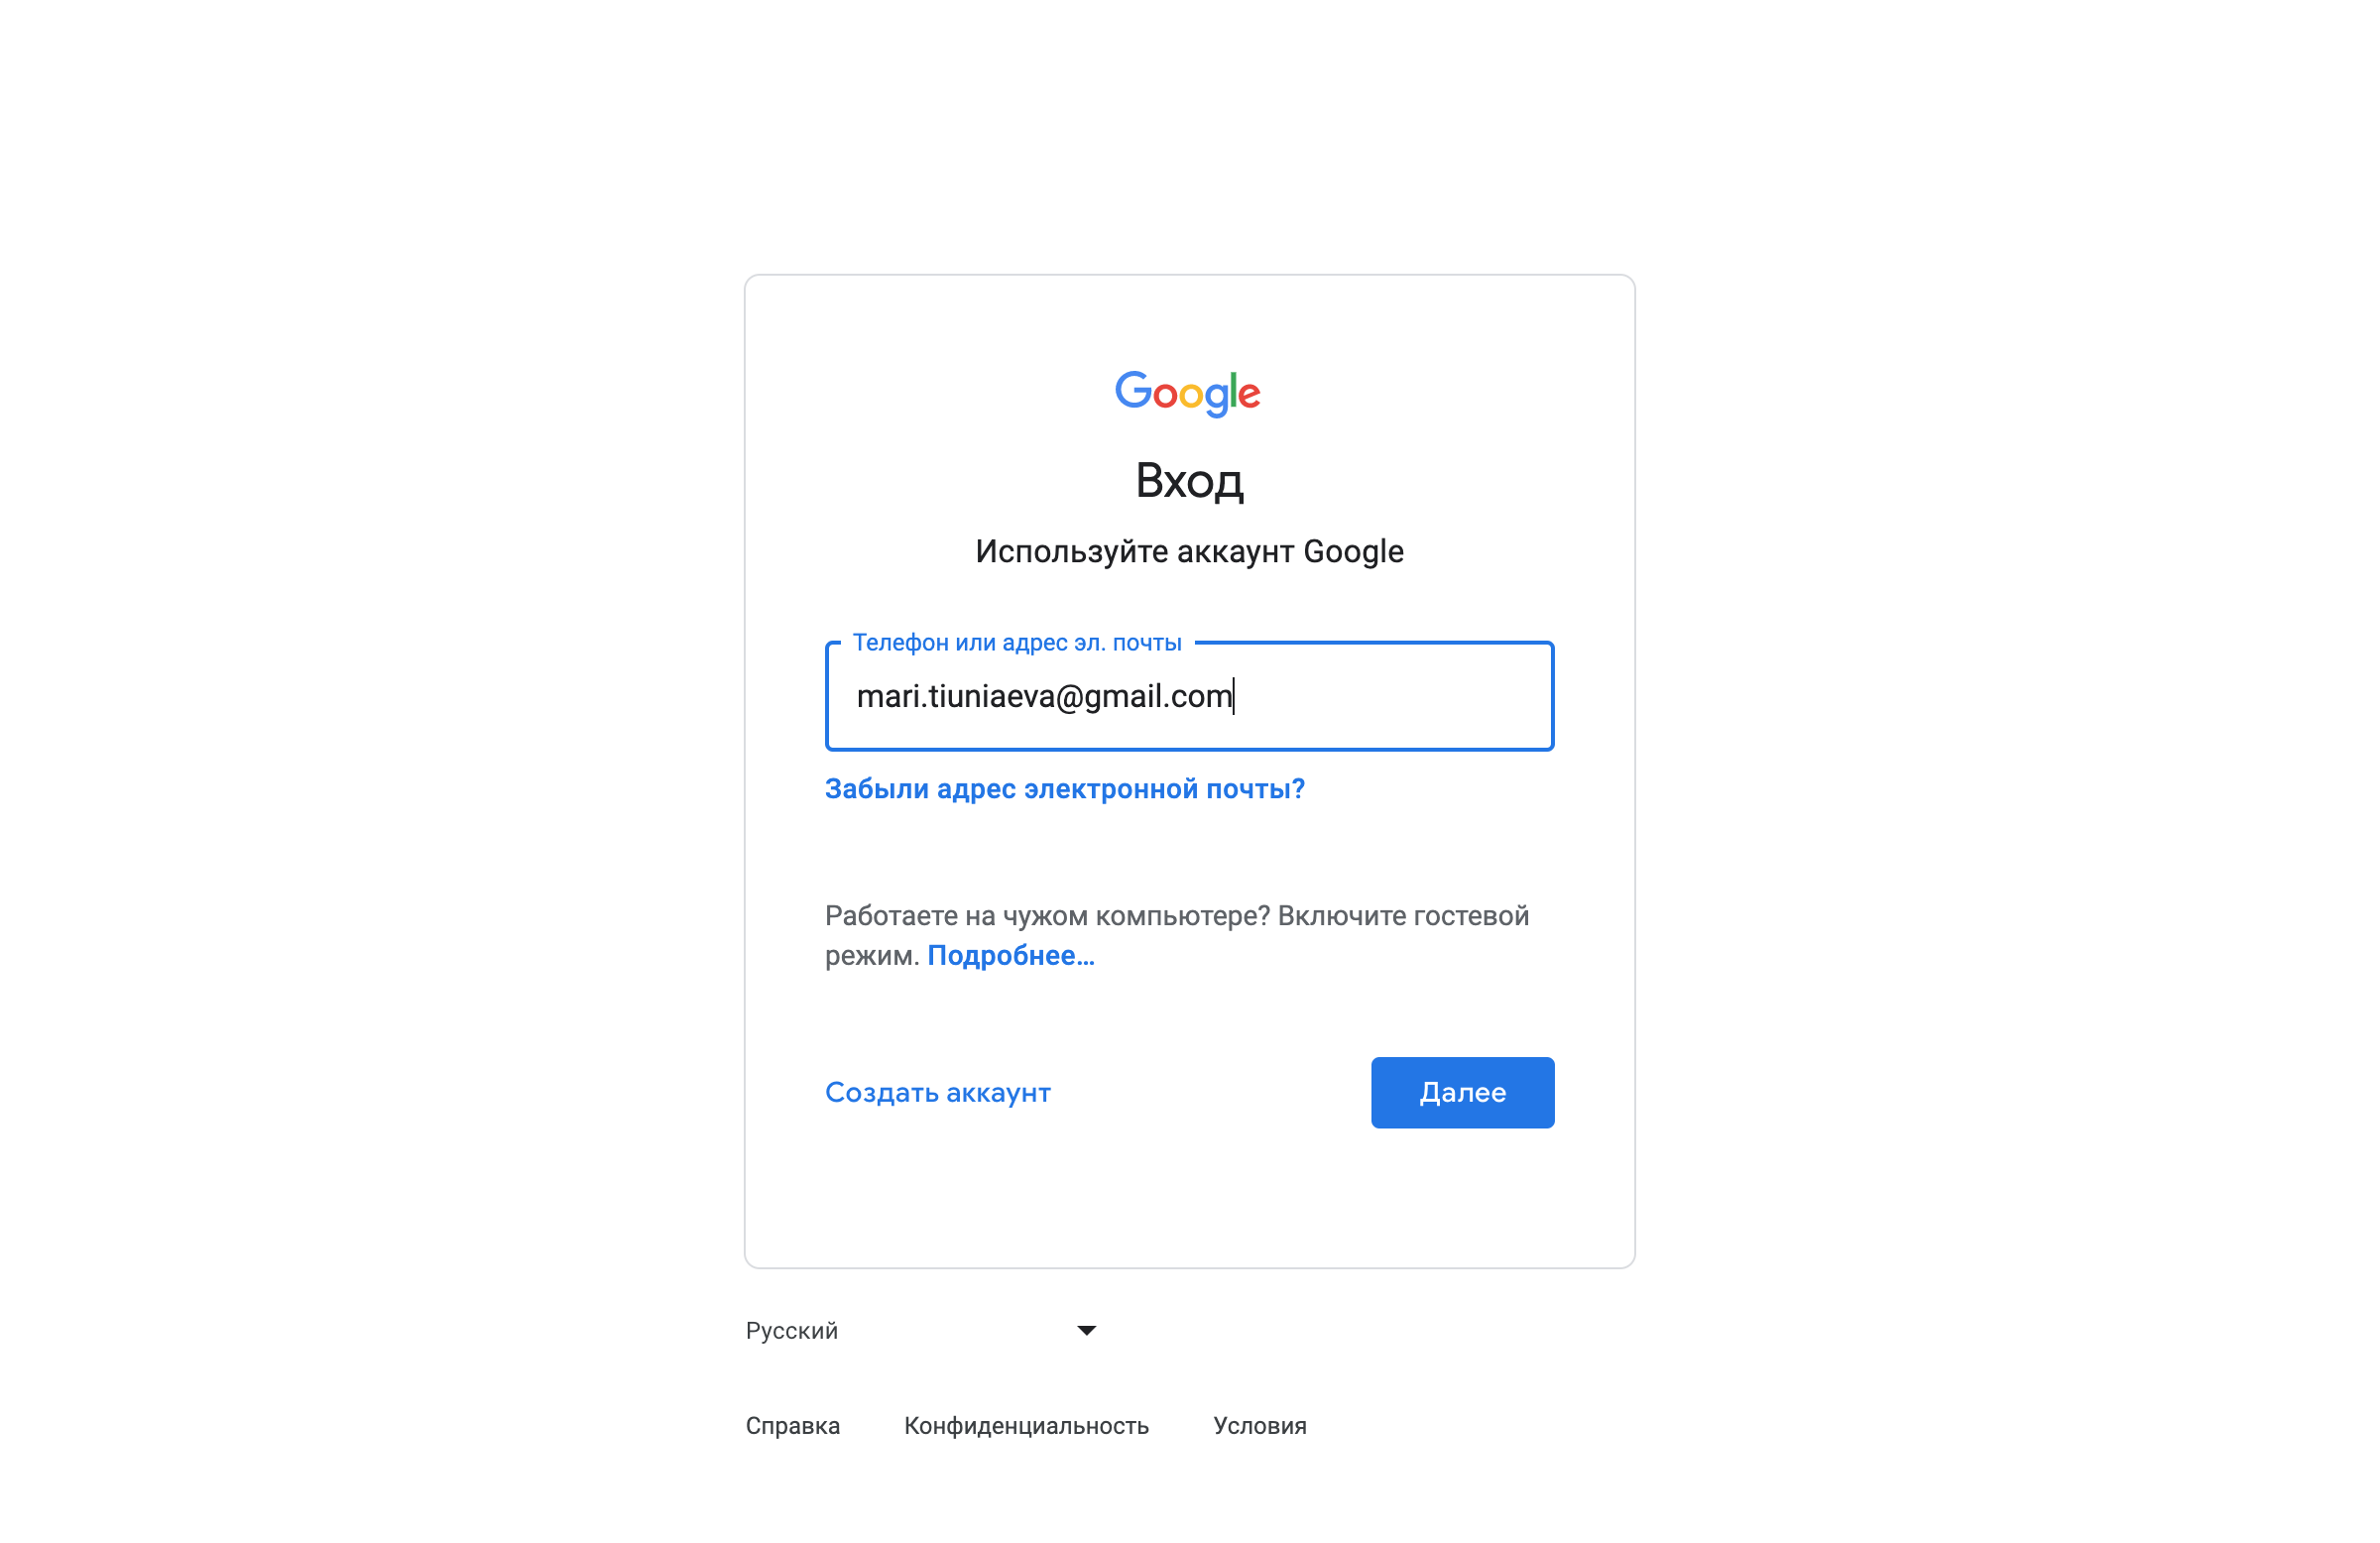 Google
Вход
Используйте аккаунт Google
Телефон или адрес эл. почты
mari.tiuniaeva@gmail.com
Забыли адрес электронной почты?
Работаете на чужом компьютере? Включите гостевой
режим. Подробнее…
Создать аккаунт
Далее
Русский
Справка Конфиденциальность Условия